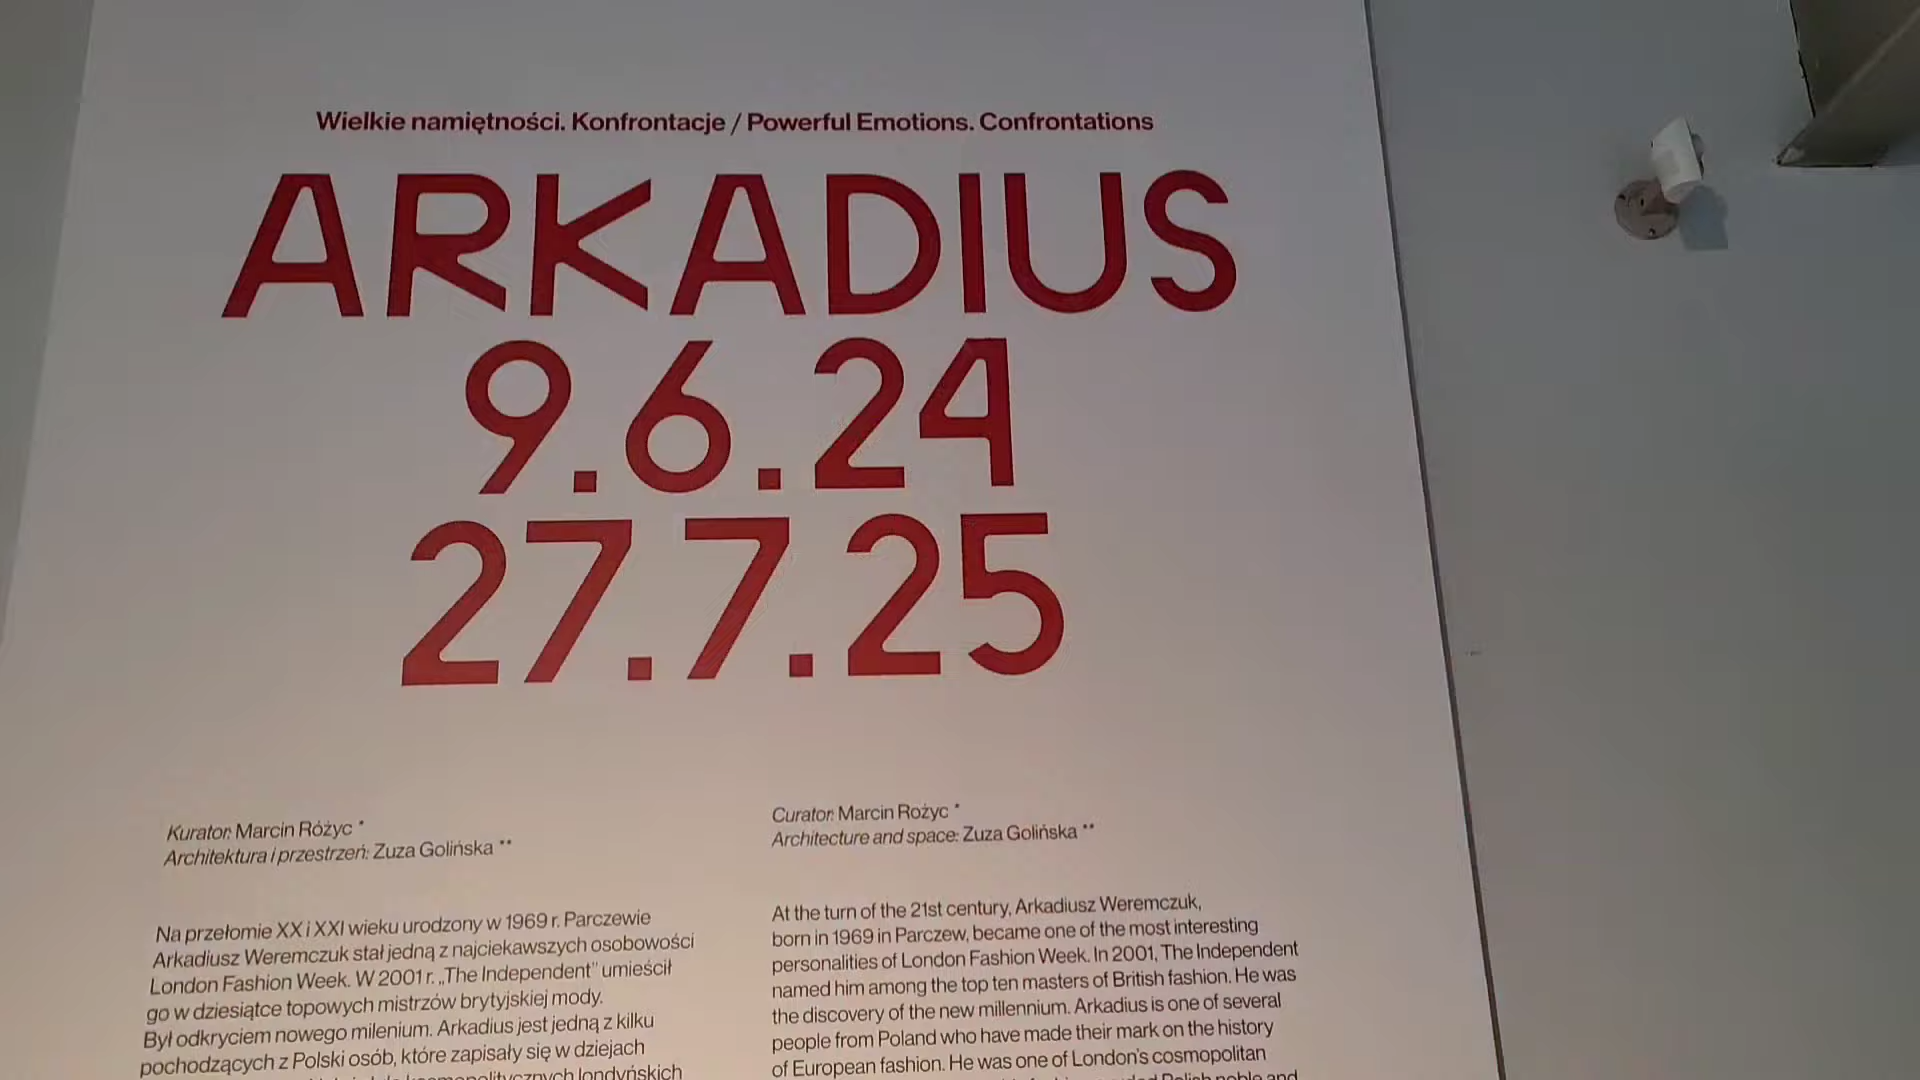 Wielkie namiętności. Konfrontacje / Powerful Emotions. Confrontations
ARKADIUS
9.6.24
27.7.25
Kurator: Marcin Różyc *
Architektura i przestrzeń: Zuza Golińska **
Na przełomie XX i XXI wieku urodzony w 1969 r. Parczewie
Arkadiusz Weremczuk stał jedną z najciekawszych osobowości
London Fashion Week. W 2001 r. „The Independent” umieścił
go w dziesiątce topowych mistrzów brytyjskiej mody.
Był odkryciem nowego milenium. Arkadius jest jedną z kilku
pochodzących z Polski osób, które zapisały się w dziejach
londyńskich
Curator: Marcin Rożyc *
Architecture and space: Zuza Golińska **
At the turn of the 21st century, Arkadiusz Weremczuk,
born in 1969 in Parczew, became one of the most interesting
personalities of London Fashion Week. In 2001, The Independent
named him among the top ten masters of British fashion. He was
the discovery of the new millennium. Arkadius is one of several
people from Poland who have made their mark on the history
of European fashion. He was one of London's cosmopolitan
Polish noble and